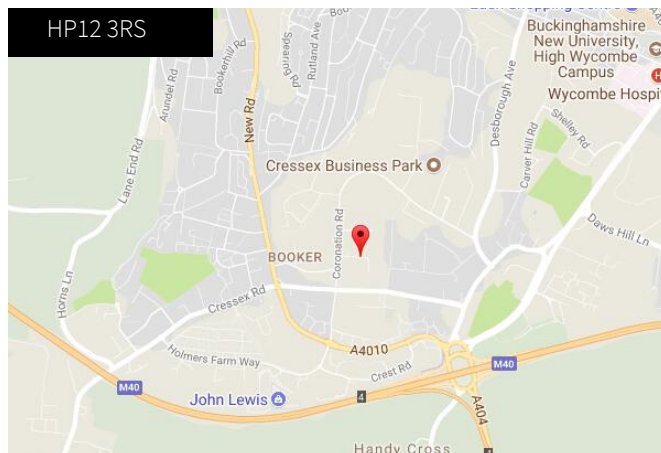 HP12 3RS
Buckinghamshire
New University,
High Wycombe
Campus
Wycombe Hospi
Arundel Rd
Bookerhill Rd
Spearing Rd
Rutland Ave
New Rd
Desborough Ave
Carver Hill Rd
Shelley Rd
Lane End Rd
Cressex Business Park
Daws Hill Ln
Coronation Rd
BOOKER
Horns Ln
Cressex Rd
A4010
Holmers Farm Way
Crest Rd
M40
M40
John Lewis
4
A404
Handy Cross
4